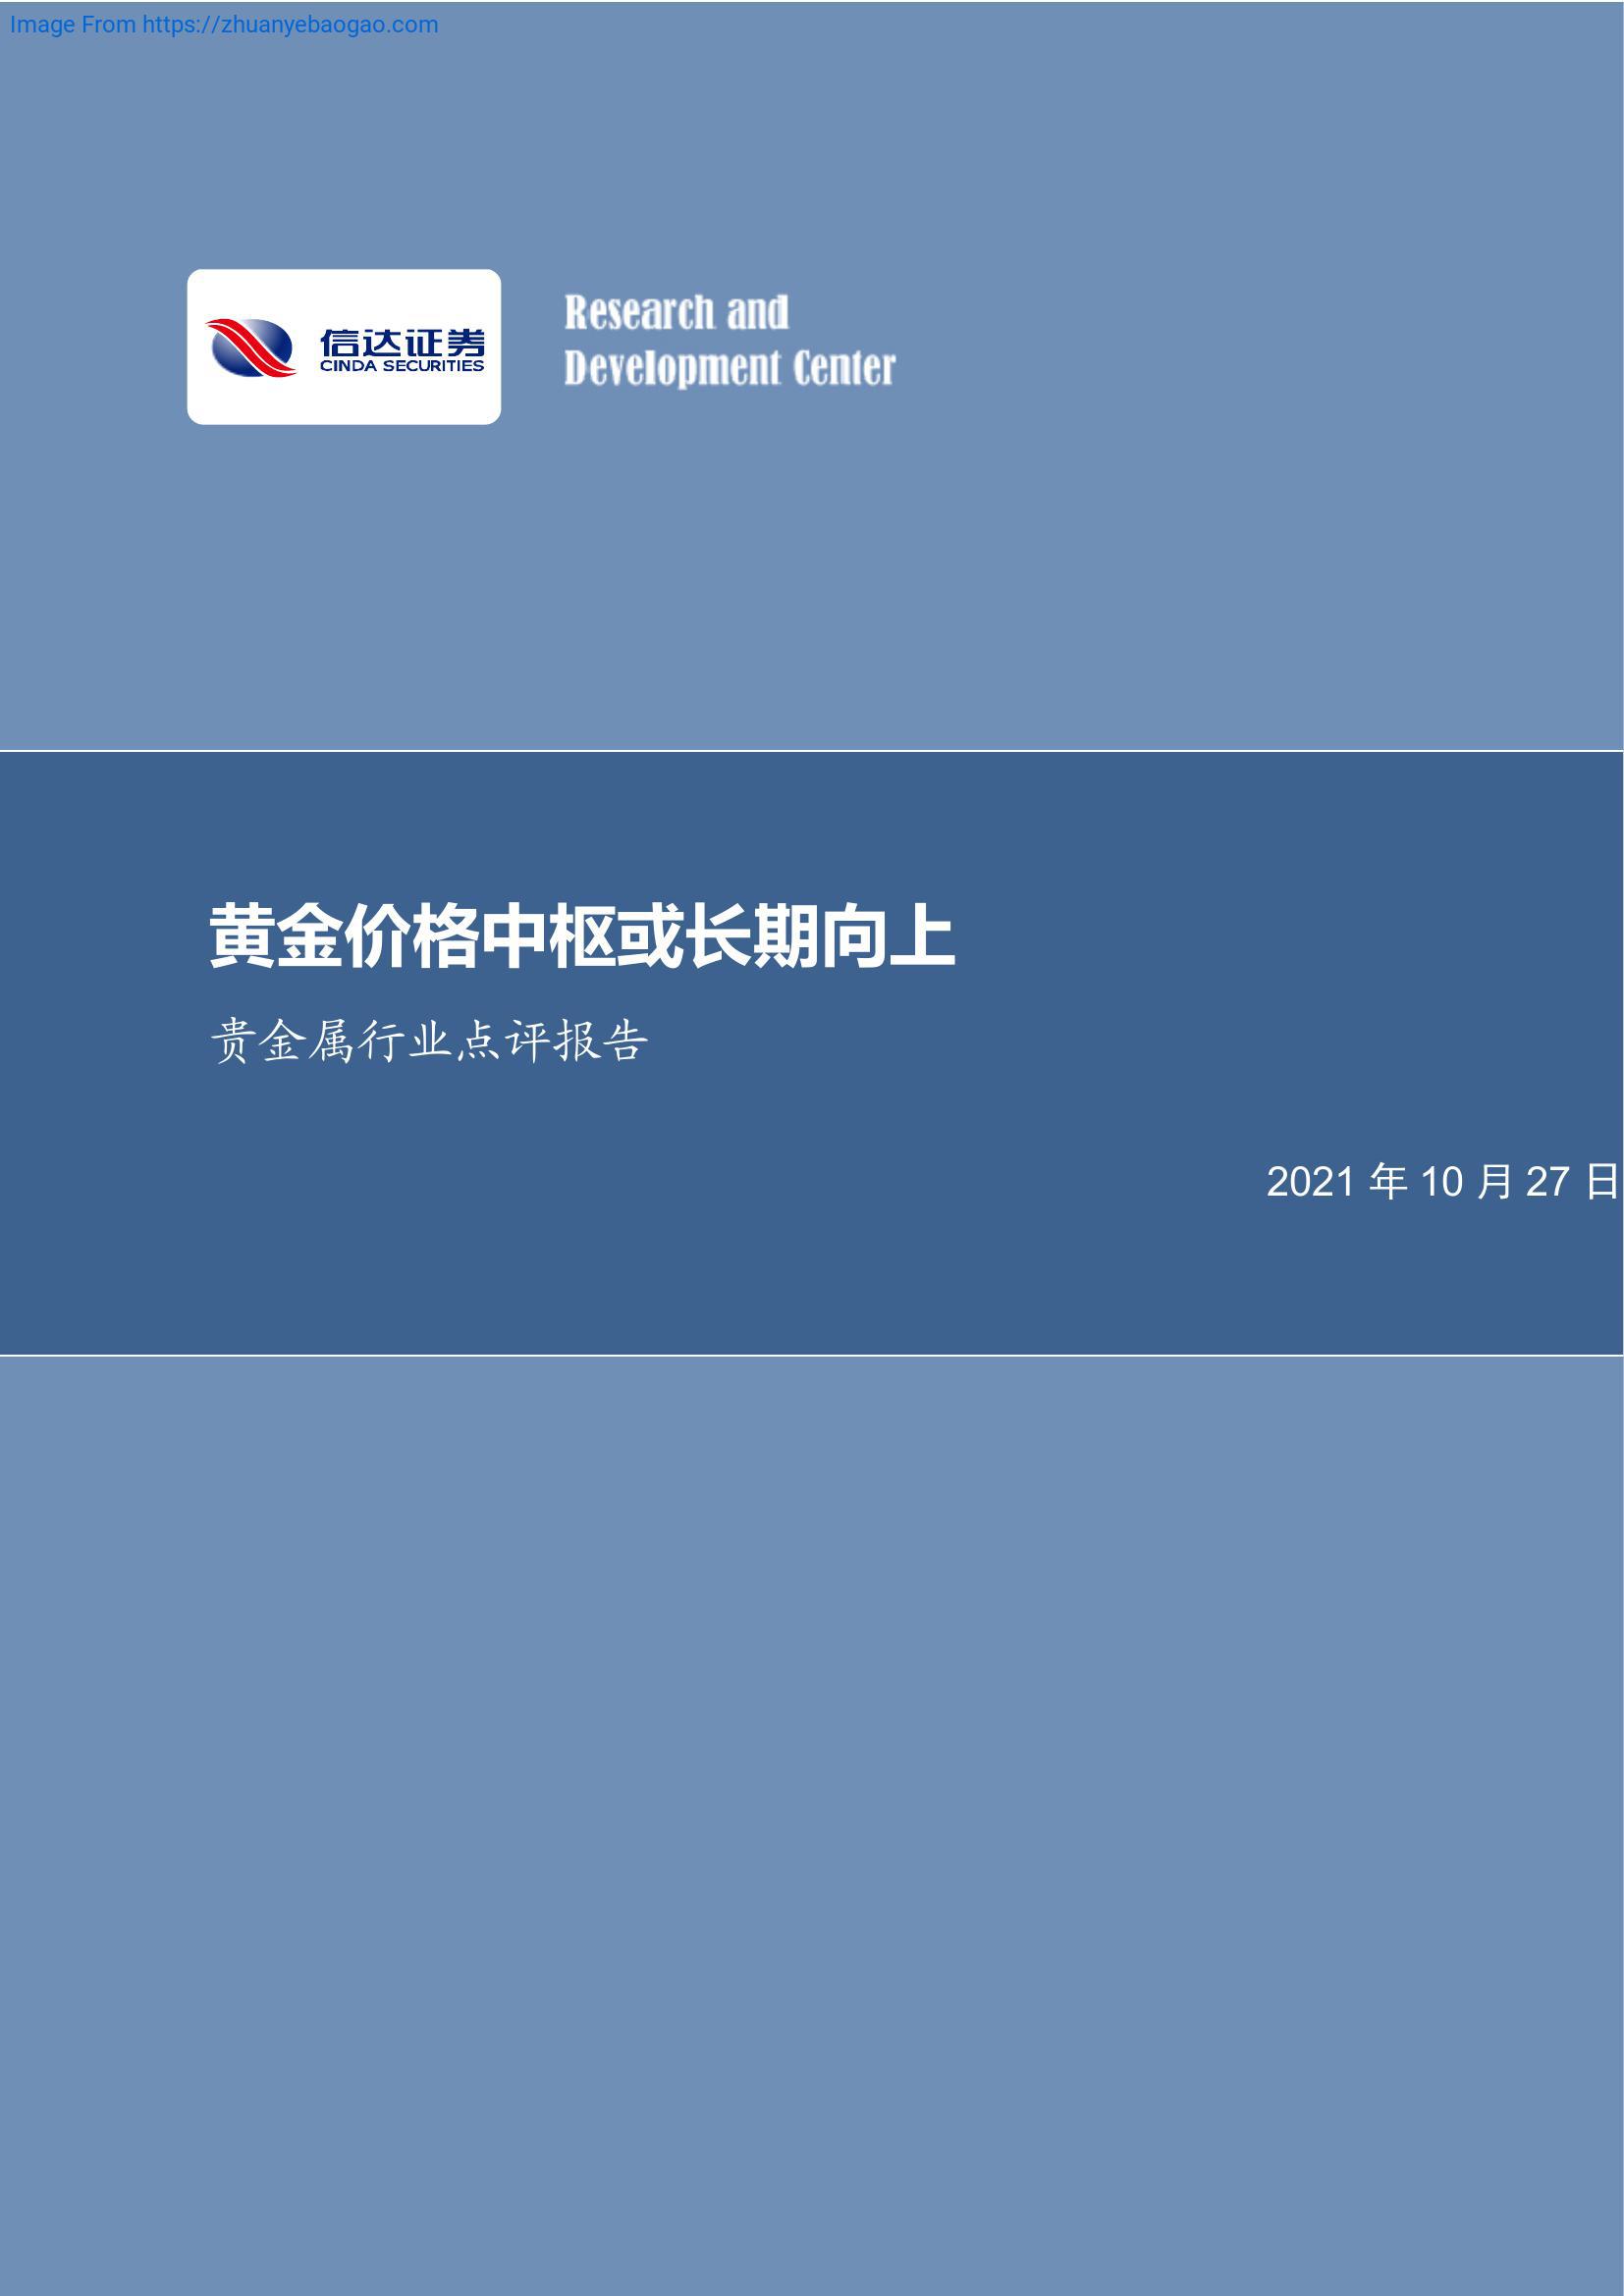 Image From https://zhuanyebaogao.com
信达证券
CINDA SECURITIES
Research and
Development Center
黄金价格中枢或长期向上
贵金属行业点评报告
2021 年 10 月 27 日